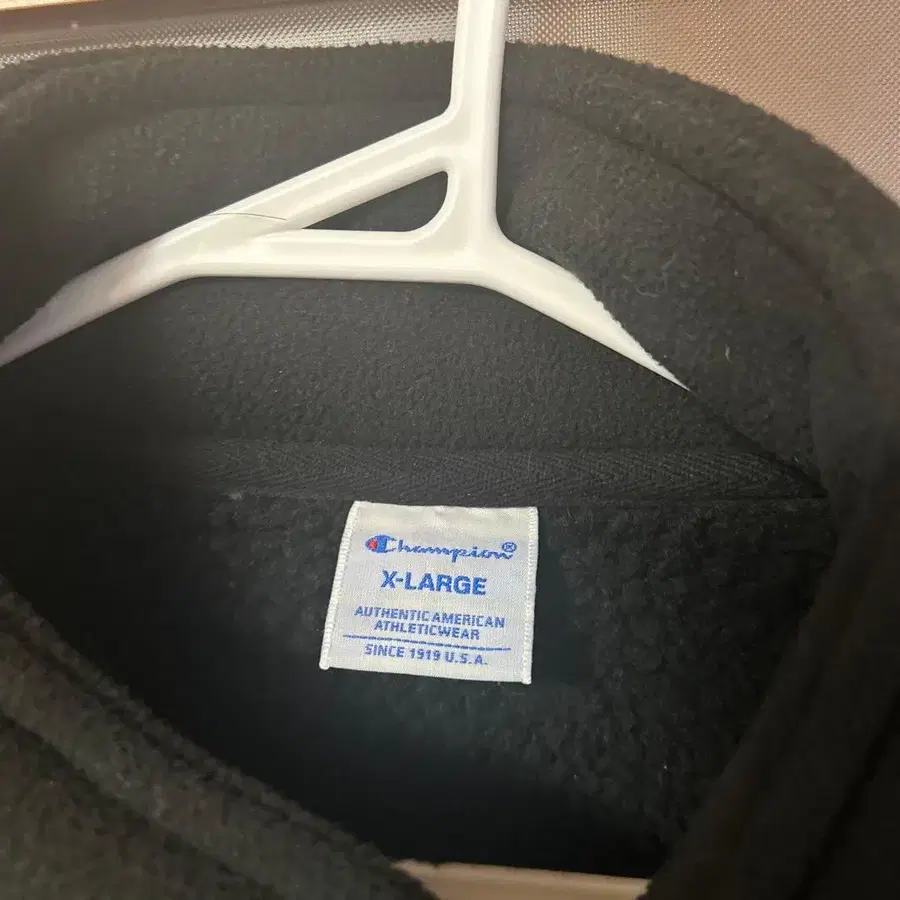 Champion®
X-LARGE
AUTHENTIC AMERICAN
ATHLETICWEAR
SINCE 1919 U.S.A.